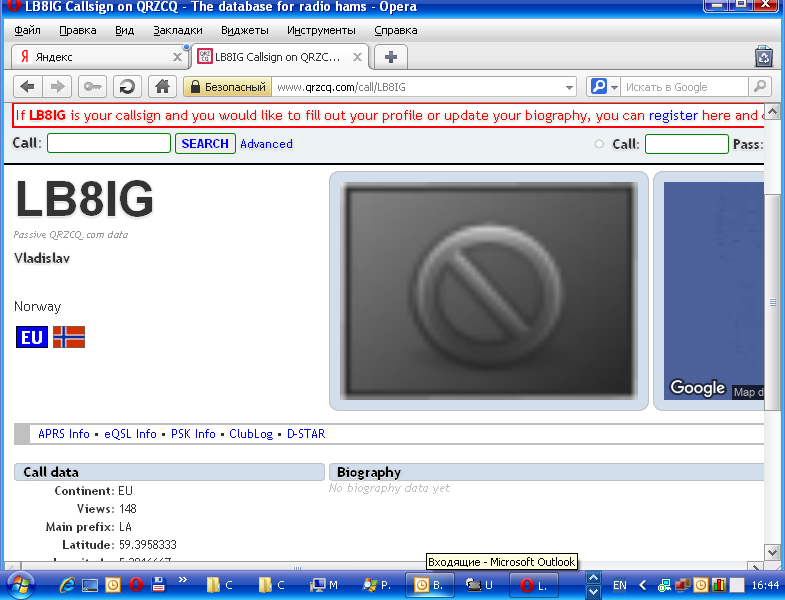 LB8IG Callsign on QRZCQ - The database for radio hams - Opera
Файл Правка Вид Закладки Виджеты Инструменты Справка
Яндекс LB8IG Callsign on QRZC...
Безопасный www.qrzcq.com/call/LB8IG Искать в Google
If LB8IG is your callsign and you would like to fill out your profile or update your biography, you can register here and
Call: SEARCH Advanced Call: Pass:
LB8IG
Passive QRZCQ.com data
Vladislav
Norway
EU
Google Map d
APRS Info • eQSL Info • PSK Info • ClubLog • D-STAR
Call data Biography
No biography data yet
Continent: EU
Views: 148
Main prefix: LA
Latitude: 59.3958333
Входящие - Microsoft Outlook
» C C M P. В. U L. EN 16:44